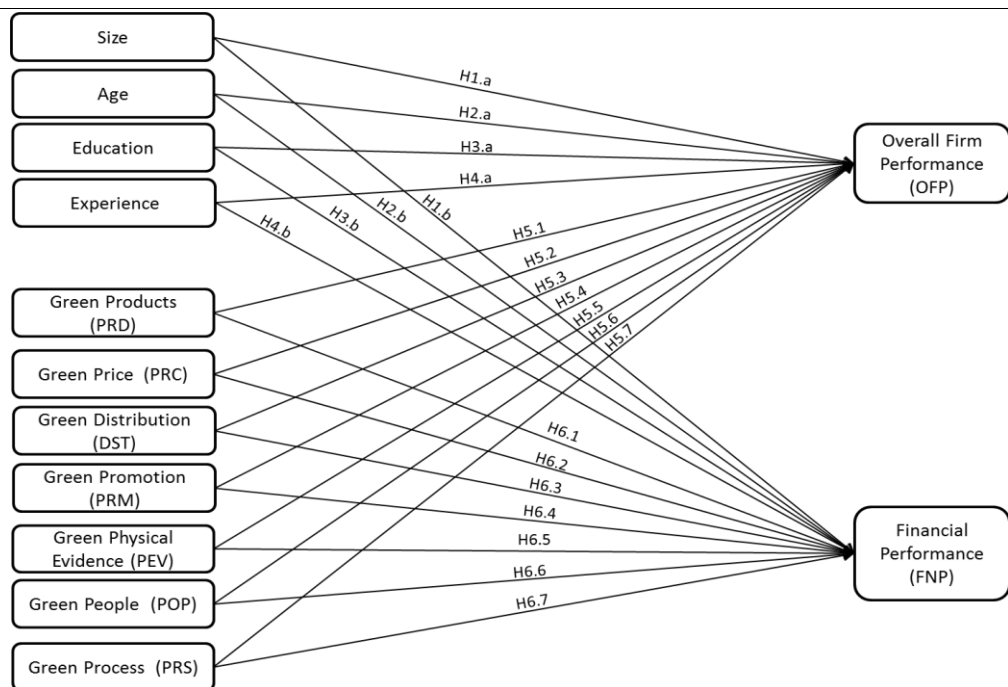 Size
Age
Education
Experience
Green Products
(PRD)
Green Price (PRC)
Green Distribution
(DST)
Green Promotion
(PRM)
Green Physical
Evidence (PEV)
Green People (POP)
Green Process (PRS)
H1.a
H2.a
H3.a
H4.a
H1.b
H2.b
H3.b
H4.b
H5.1
H5.2
H5.3
H5.4
H5.5
H5.6
H5.7
H6.1
H6.2
H6.3
H6.4
H6.5
H6.6
H6.7
Overall Firm
Performance
(OFP)
Financial
Performance
(FNP)